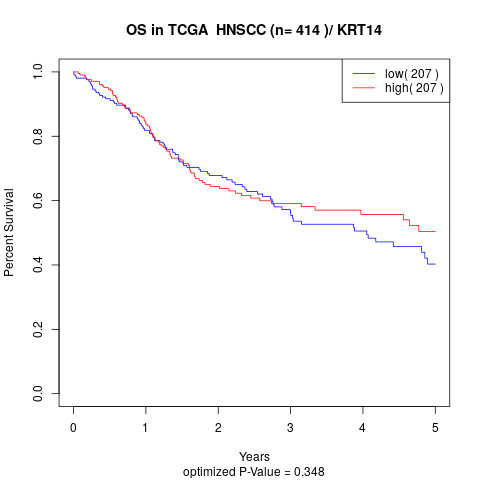 OS in TCGA  HNSCC (n= 414 )/ KRT14
low( 207 )
high( 207 )
1.0
0.8
0.6
0.4
0.2
0.0
Percent Survival
0 1 2 3 4 5
Years
optimized P-Value = 0.348